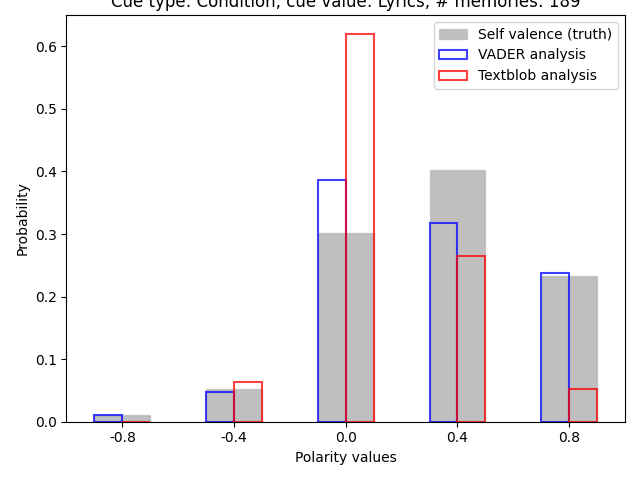 Cue type: Condition, cue value: Lyrics, # memories: 189
Self valence (truth)
VADER analysis
Textblob analysis
Probability
0.6
0.5
0.4
0.3
0.2
0.1
0.0
-0.8 -0.4 0.0 0.4 0.8
Polarity values